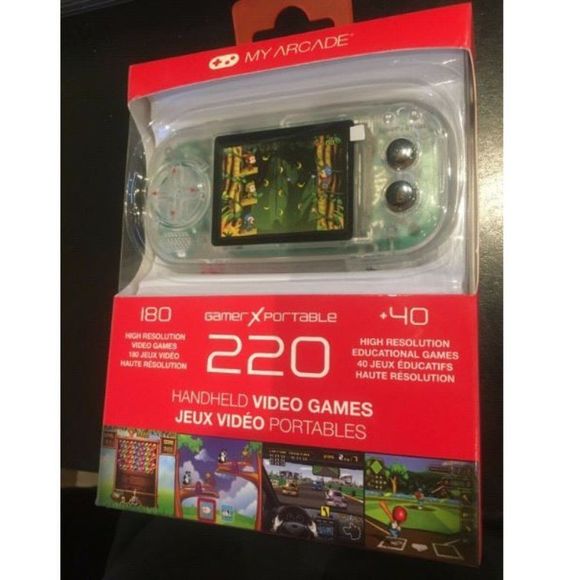 MY ARCADE
180
HIGH RESOLUTION
VIDEO GAMES
180 JEUX VIDÉO
HAUTE RÉSOLUTION
GAMER X PORTABLE
220
+40
HIGH RESOLUTION
EDUCATIONAL GAMES
40 JEUX ÉDUCATIFS
HAUTE RÉSOLUTION
HANDHELD VIDEO GAMES
JEUX VIDÉO PORTABLES